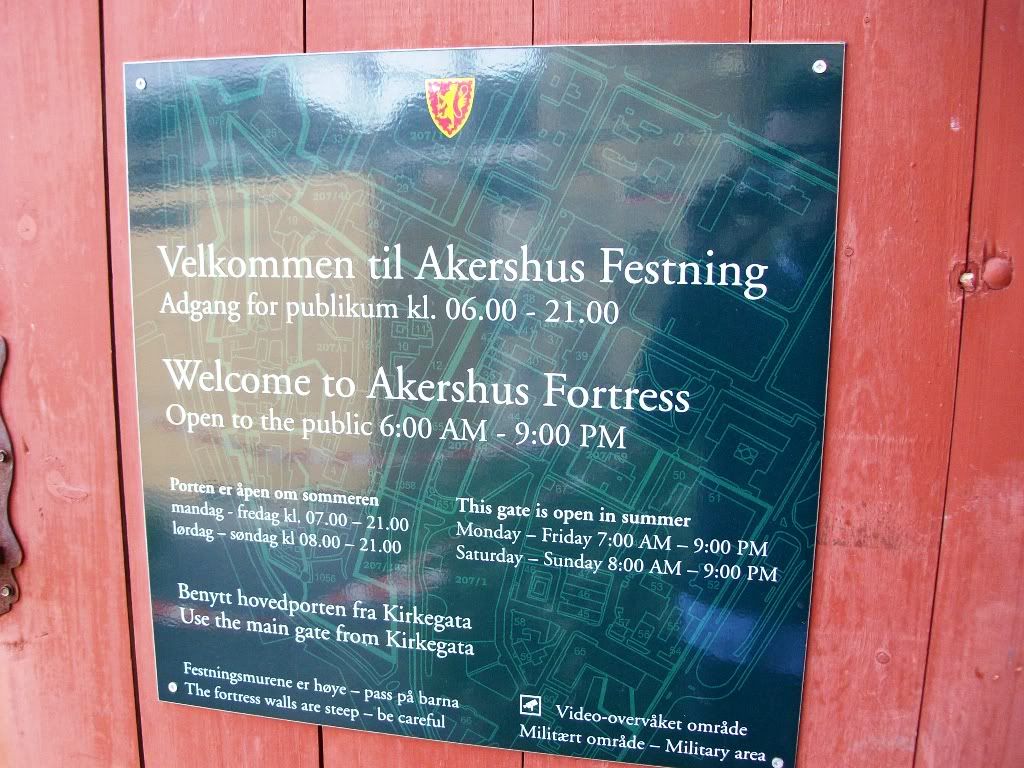 Velkommen til Akershus Festning
Adgang for publikum kl. 06.00 - 21.00
Welcome to Akershus Fortress
Open to the public 6:00 AM - 9:00 PM
Porten er åpen om sommeren
mandag - fredag kl. 07.00 – 21.00
lørdag – søndag kl 08.00 – 21.00
This gate is open in summer
Monday – Friday 7:00 AM – 9:00 PM
Saturday – Sunday 8:00 AM – 9:00 PM
Benytt hovedporten fra Kirkegata
Use the main gate from Kirkegata
Festningsmurene er høye – pass på barna
The fortress walls are steep – be careful
Video-overvåket område
Militært område – Military area